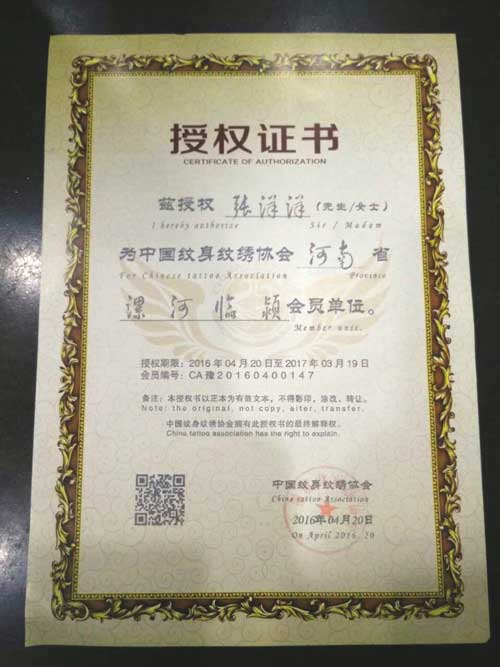 授权证书
CERTIFICATE OF AUTHORIZATION
兹授权 张洋洋 (先生/女士)
I hereby authorize Sir / Madam
为中国纹身纹绣协会 河南 省
For Chinese tattoo Association Province
漯河临颍 会员单位。
Member unit.
授权期限：2016年04月20日至2017年03月19日
会员编号：CA豫20160400147
备注：本授权书以正本为有效文本，不得影印，涂改，转让。
Note: the original, not copy, alter, transfer.
中国纹身纹绣协会拥有此授权书的最终解释权。
China tattoo association has the right to explain.
中国纹身纹绣协会
China tattoo Association
2016年04月20日
On April 2016. 20